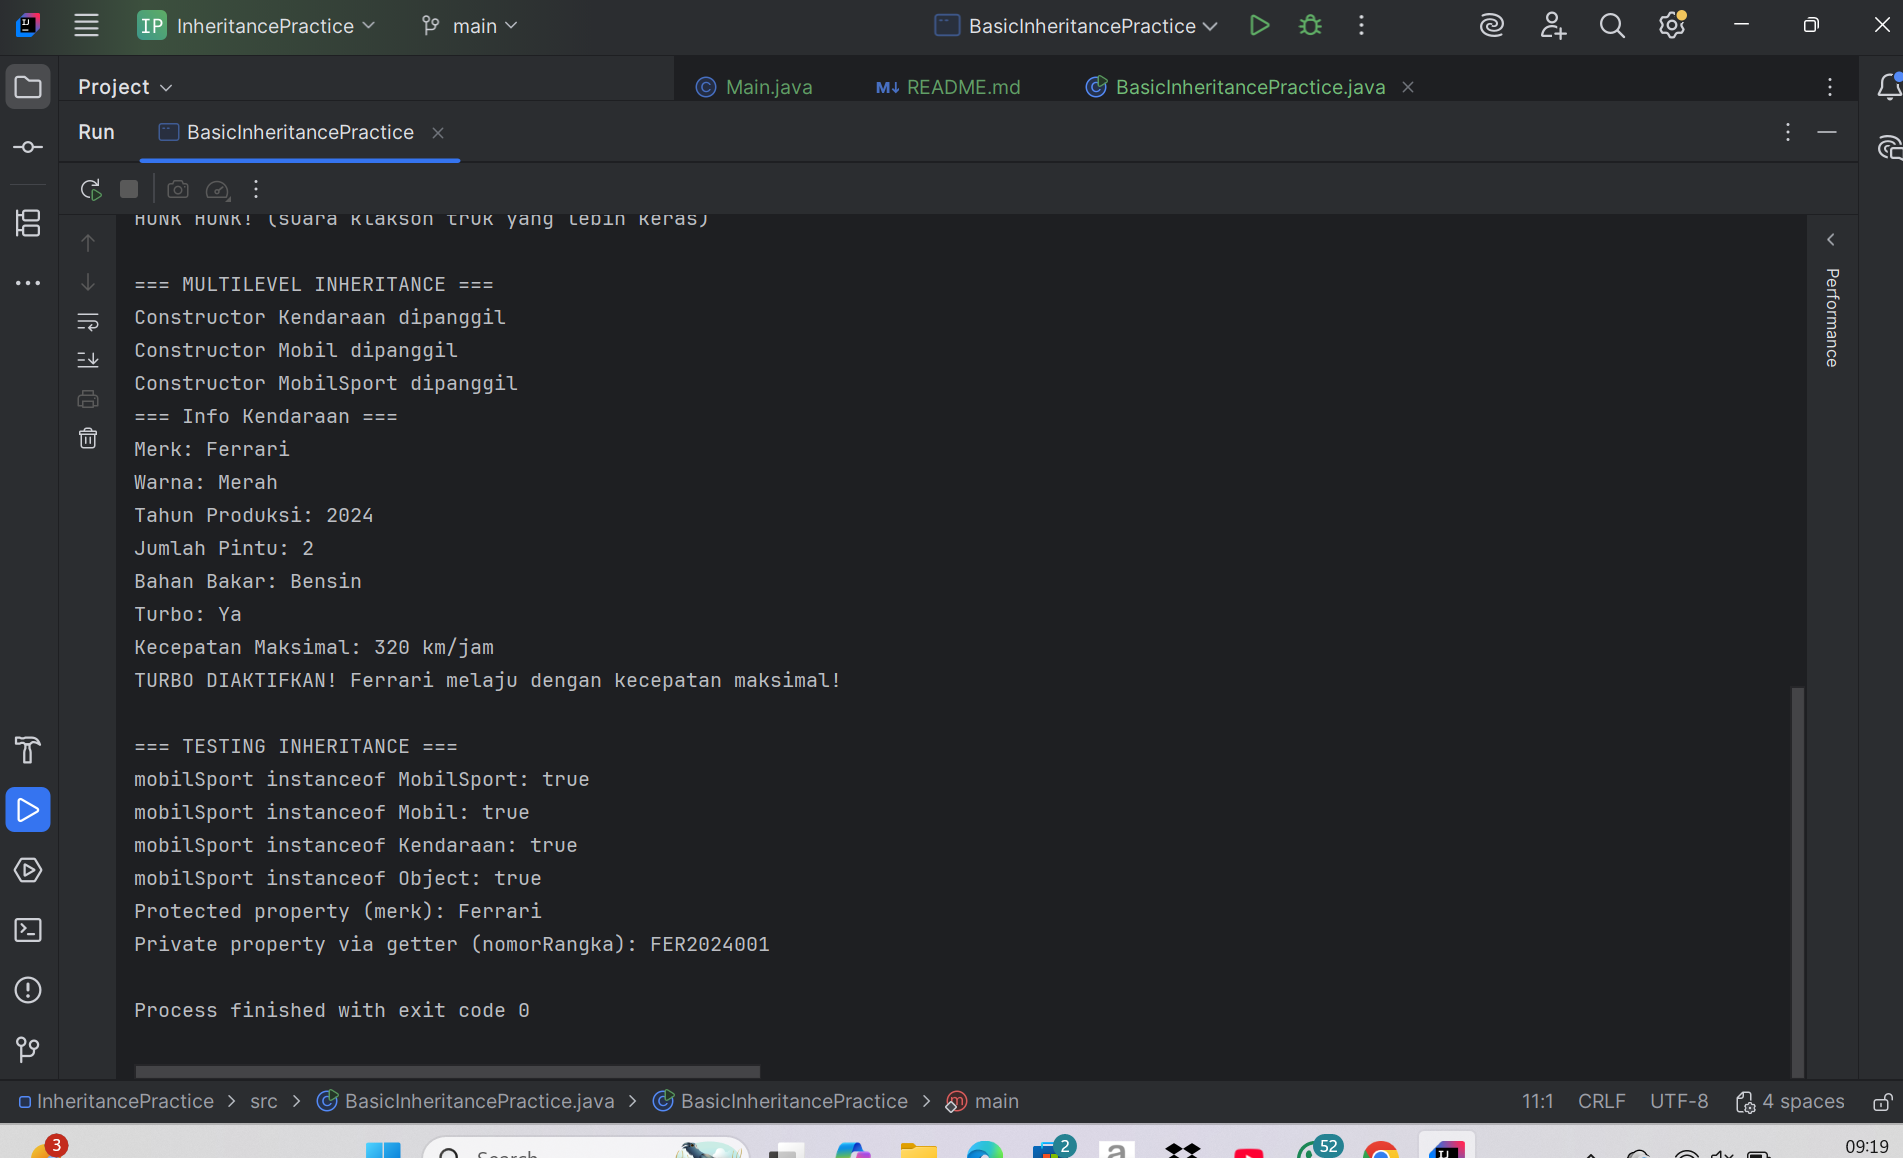 IP InheritancePractice main BasicInheritancePractice
Project Main.java M↓ README.md BasicInheritancePractice.java
Run BasicInheritancePractice
HUNK HUNK! (suara klakson truk yang lebih keras)
=== MULTILEVEL INHERITANCE ===
Constructor Kendaraan dipanggil
Constructor Mobil dipanggil
Constructor MobilSport dipanggil
=== Info Kendaraan ===
Merk: Ferrari
Warna: Merah
Tahun Produksi: 2024
Jumlah Pintu: 2
Bahan Bakar: Bensin
Turbo: Ya
Kecepatan Maksimal: 320 km/jam
TURBO DIAKTIFKAN! Ferrari melaju dengan kecepatan maksimal!
=== TESTING INHERITANCE ===
mobilSport instanceof MobilSport: true
mobilSport instanceof Mobil: true
mobilSport instanceof Kendaraan: true
mobilSport instanceof Object: true
Protected property (merk): Ferrari
Private property via getter (nomorRangka): FER2024001
Process finished with exit code 0
Performance
InheritancePractice > src > BasicInheritancePractice.java > BasicInheritancePractice > main 11:1 CRLF UTF-8 4 spaces
3 Search 2 52 09:19